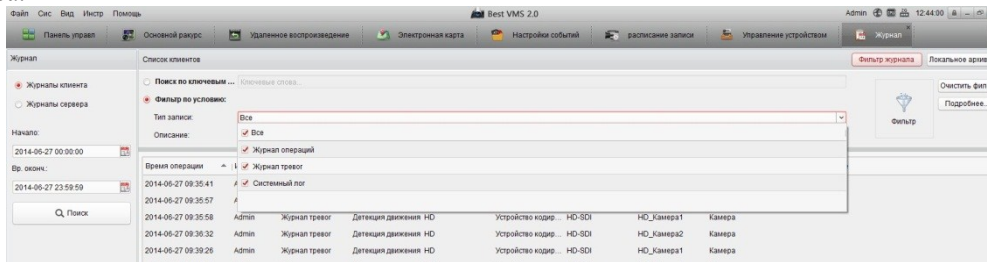 Файл Сис Вид Инстр Помощь Best VMS 2.0 Admin 12:44:00
Панель управл Основной ракурс Удаленное воспроизведение Электронная карта Настройки событий расписание записи Управление устройством Журнал
Журнал Список клиентов Фильтр журнала Локальное архив
Журналы клиента Поиск по ключевым ... Ключевые слова... Очистить фил
Журналы сервера Фильтр по условию: Подробнее..
Тип записи: Все Фильтр
Начало: Описание: Все
2014-06-27 00:00:00 Журнал операций
Вр. оконч.: Время операции Журнал тревог
2014-06-27 23:59:59 2014-06-27 09:35:41 Системный лог
2014-06-27 09:35:57
Поиск 2014-06-27 09:35:58 Admin Журнал тревог Детекция движения HD Устройство кодир... HD-SDI HD_Камера1 Камера
2014-06-27 09:36:32 Admin Журнал тревог Детекция движения HD Устройство кодир... HD-SDI HD_Камера2 Камера
2014-06-27 09:39:26 Admin Журнал тревог Детекция движения HD Устройство кодир... HD-SDI HD_Камера1 Камера